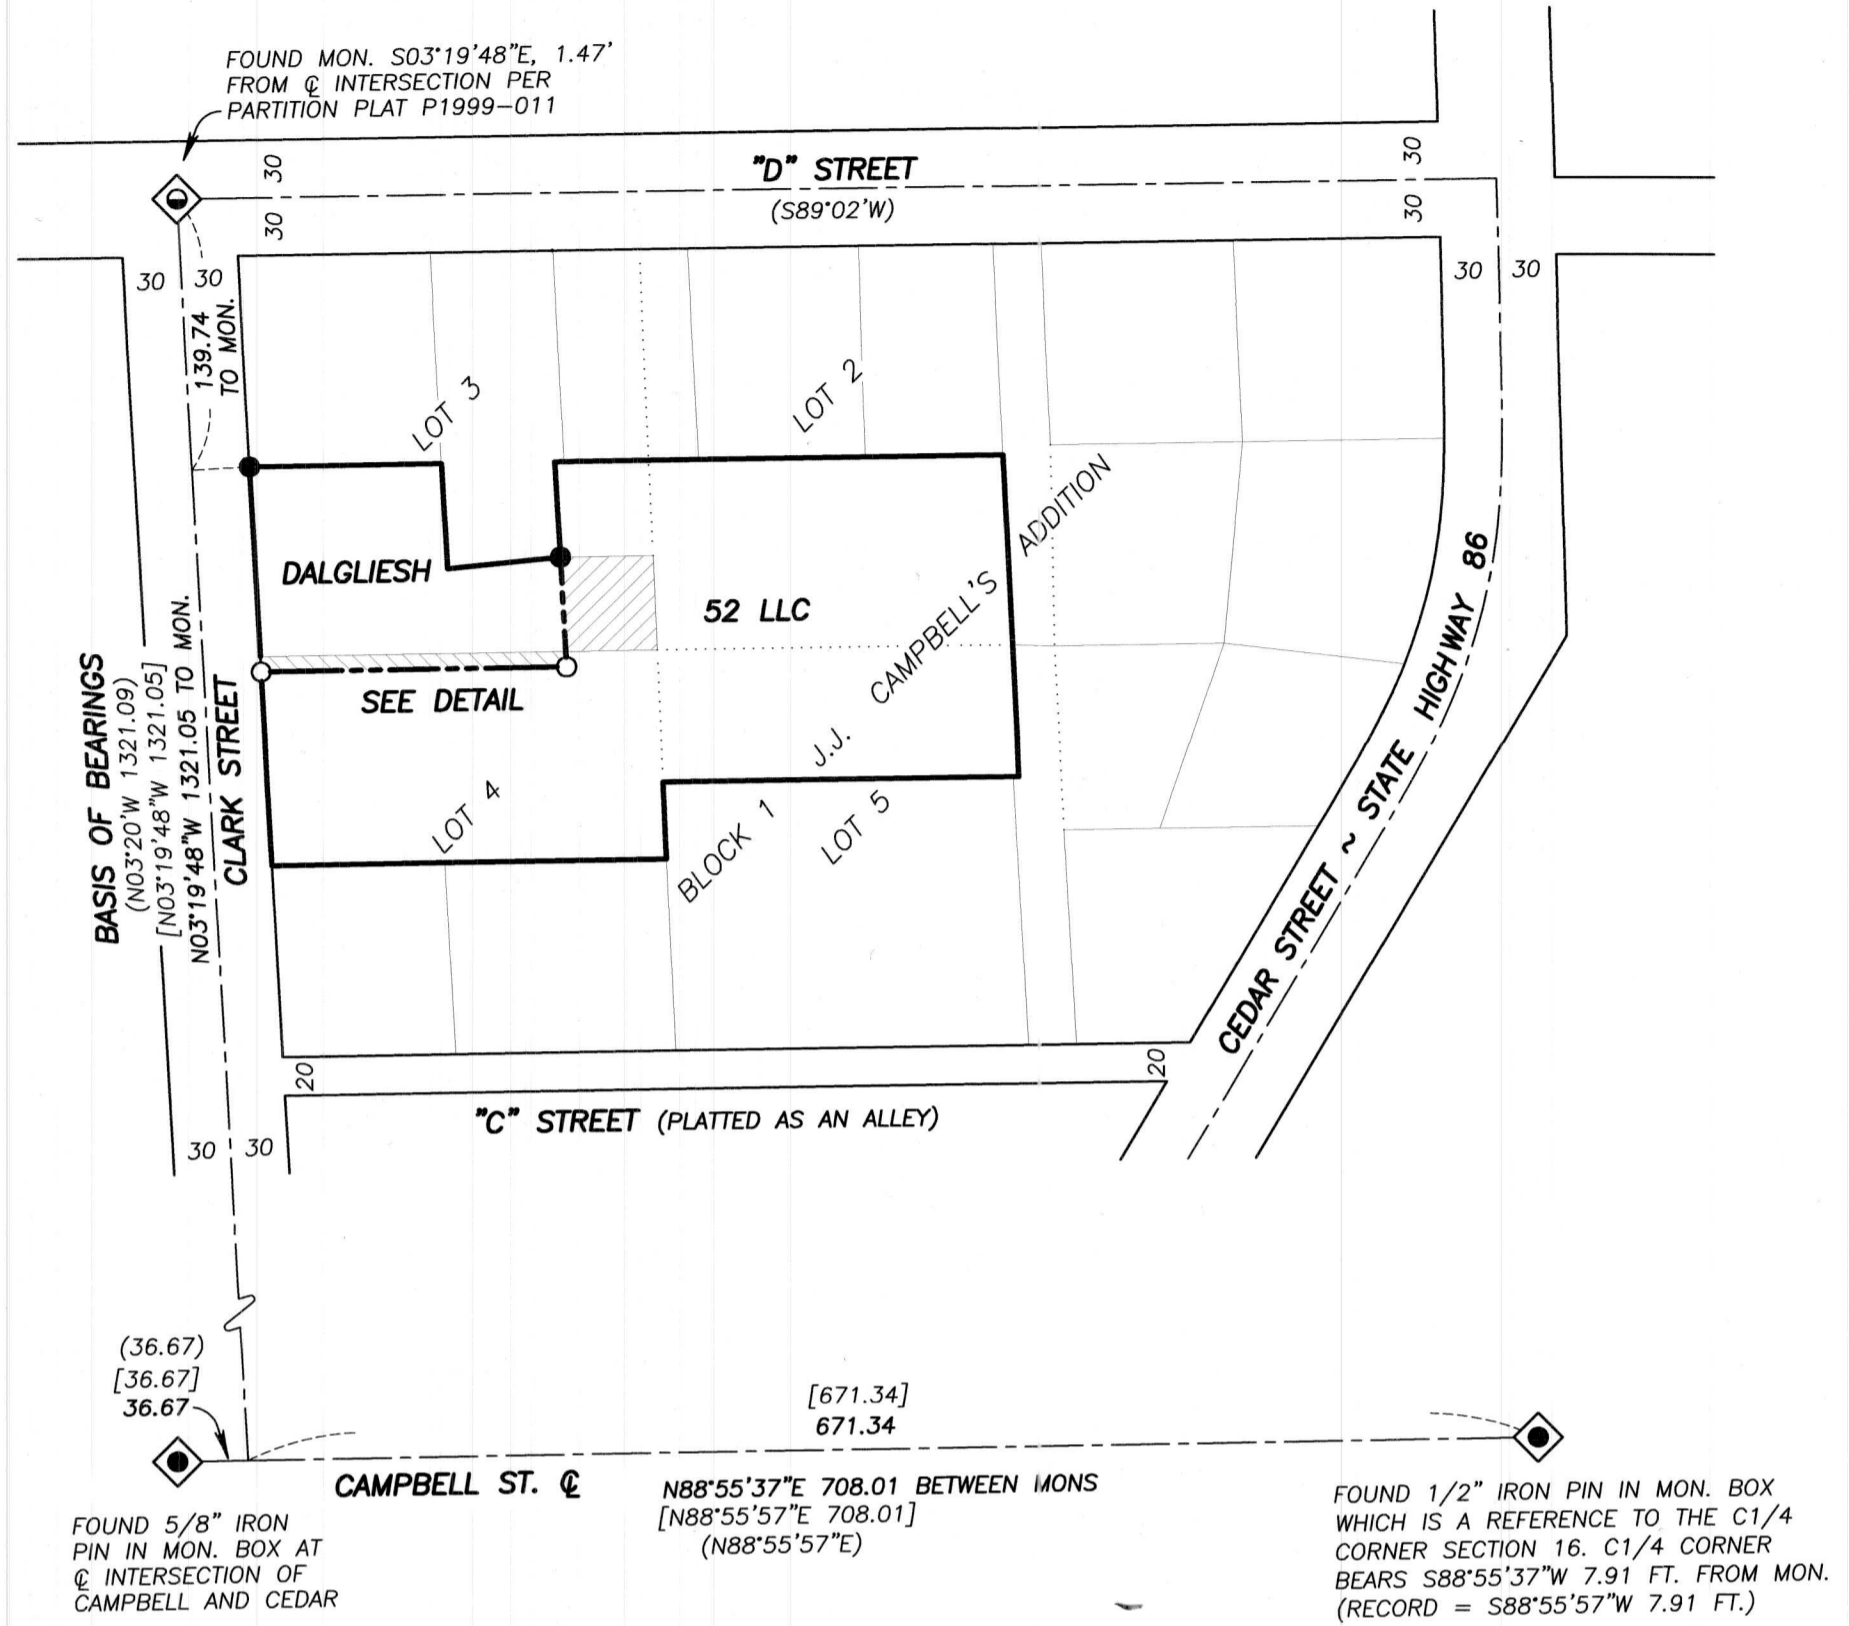 FOUND MON. S03°19'48"E, 1.47'
FROM ℄ INTERSECTION PER
PARTITION PLAT P1999-011
30
30
"D" STREET
(S89°02'W)
30
30
30
30
30
30
139.74
TO MON.
LOT 3
LOT 2
DALGLIESH
52 LLC
SEE DETAIL
J.J. CAMPBELL'S ADDITION
LOT 4
BLOCK 1
LOT 5
CEDAR STREET ~ STATE HIGHWAY 86
BASIS OF BEARINGS
(N03°20'W 1321.09)
[N03°19'48"W 1321.05]
N03°19'48"W 1321.05 TO MON.
CLARK STREET
20
20
"C" STREET (PLATTED AS AN ALLEY)
30
30
(36.67)
[36.67]
36.67
[671.34]
671.34
CAMPBELL ST. ℄
N88°55'37"E 708.01 BETWEEN MONS
[N88°55'57"E 708.01]
(N88°55'57"E)
FOUND 5/8" IRON
PIN IN MON. BOX AT
℄ INTERSECTION OF
CAMPBELL AND CEDAR
FOUND 1/2" IRON PIN IN MON. BOX
WHICH IS A REFERENCE TO THE C1/4
CORNER SECTION 16. C1/4 CORNER
BEARS S88°55'37"W 7.91 FT. FROM MON.
(RECORD = S88°55'57"W 7.91 FT.)